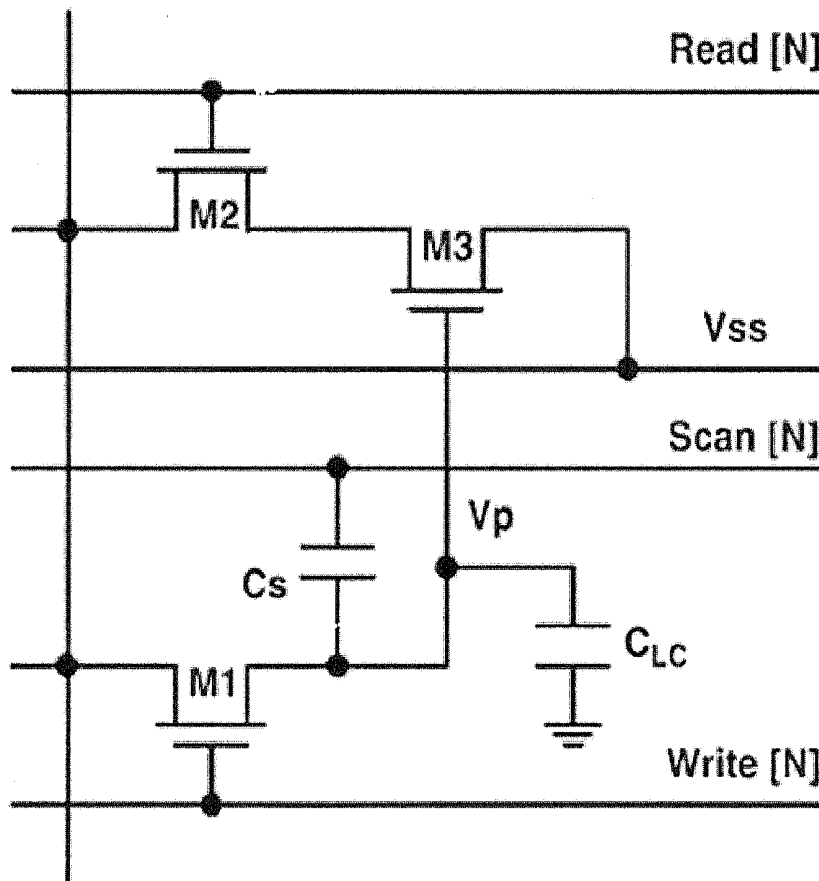 Read [N]
M2
M3
Vss
Scan [N]
Vp
Cs
C_LC
M1
Write [N]